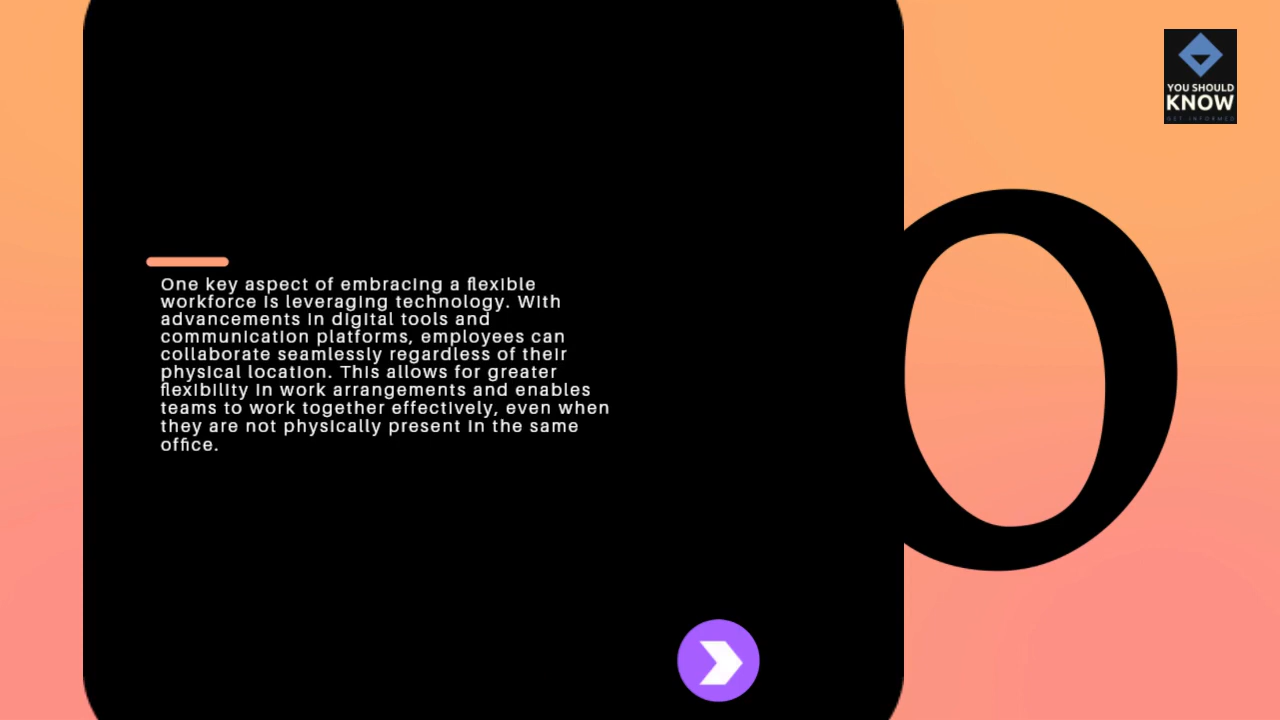 YOU SHOULD
KNOW
GET INFORMED
One key aspect of embracing a flexible
workforce is leveraging technology. With
advancements in digital tools and
communication platforms, employees can
collaborate seamlessly regardless of their
physical location. This allows for greater
flexibility in work arrangements and enables
teams to work together effectively, even when
they are not physically present in the same
office.